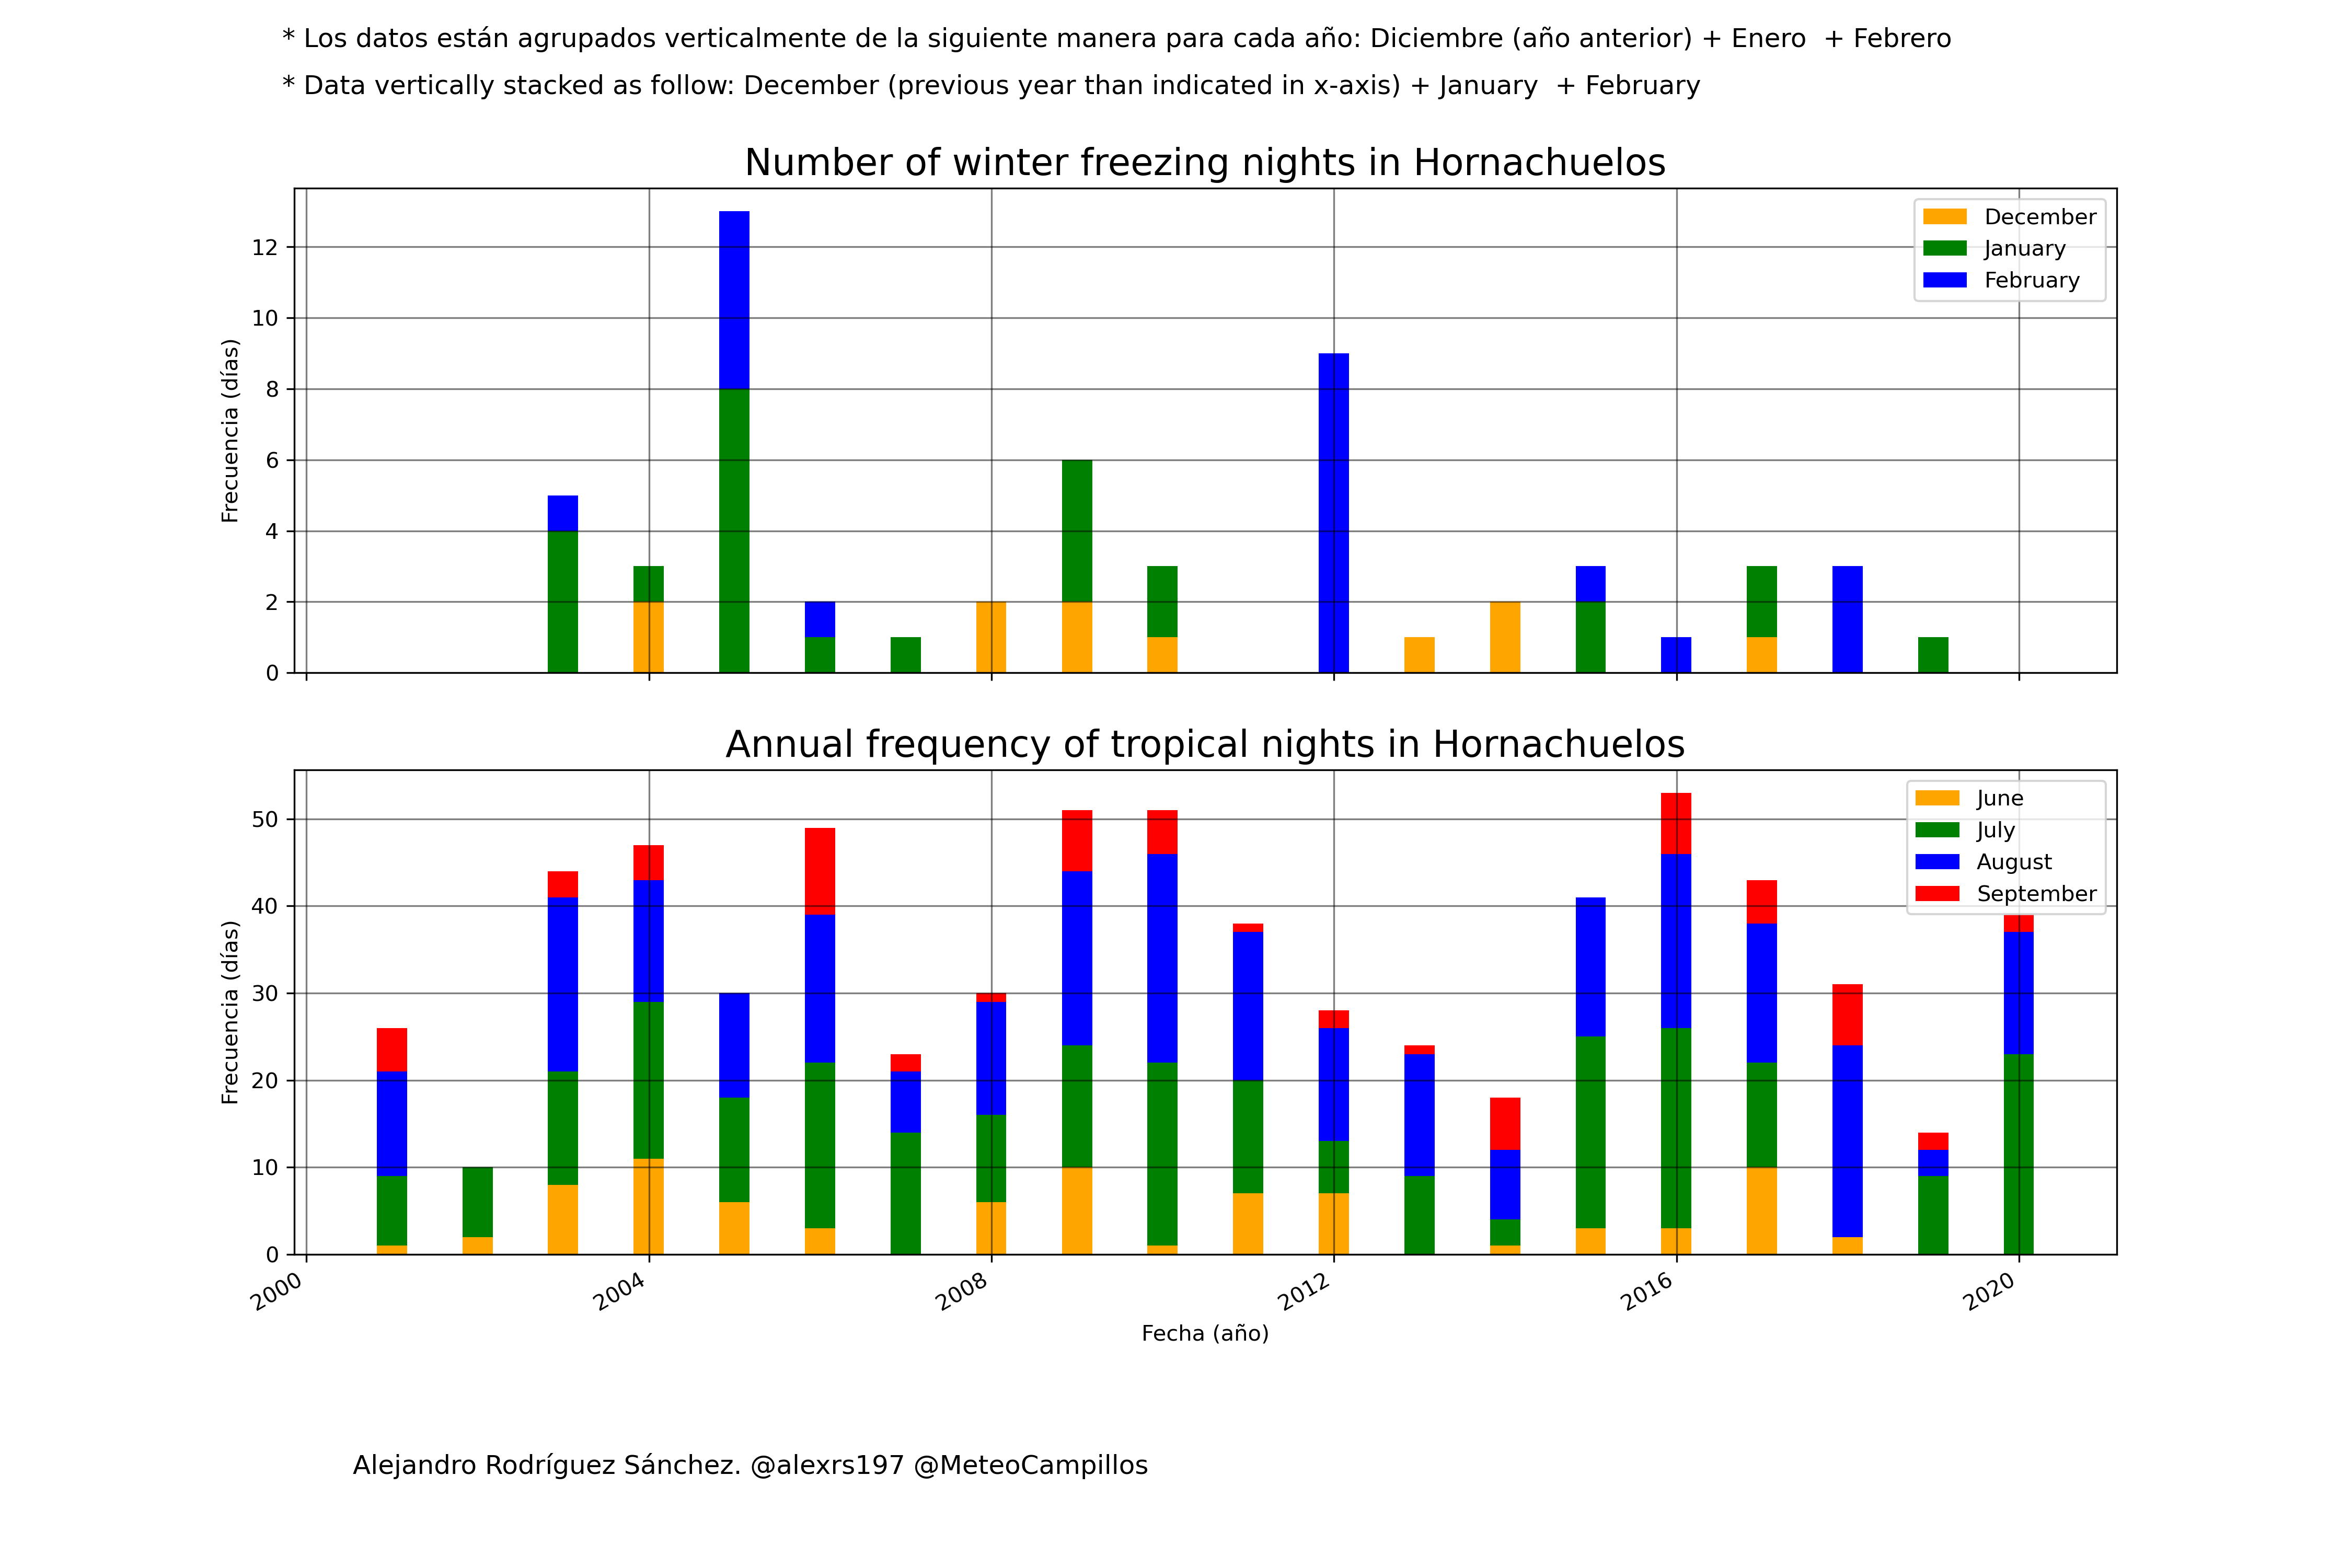 * Los datos están agrupados verticalmente de la siguiente manera para cada año: Diciembre (año anterior) + Enero  + Febrero
* Data vertically stacked as follow: December (previous year than indicated in x-axis) + January  + February
Number of winter freezing nights in Hornachuelos
December
January
February
12
10
8
6
4
2
0
Frecuencia (días)
Annual frequency of tropical nights in Hornachuelos
June
July
August
September
50
40
30
20
10
0
Frecuencia (días)
2000
2004
2008
2012
2016
2020
Fecha (año)
Alejandro Rodríguez Sánchez. @alexrs197 @MeteoCampillos